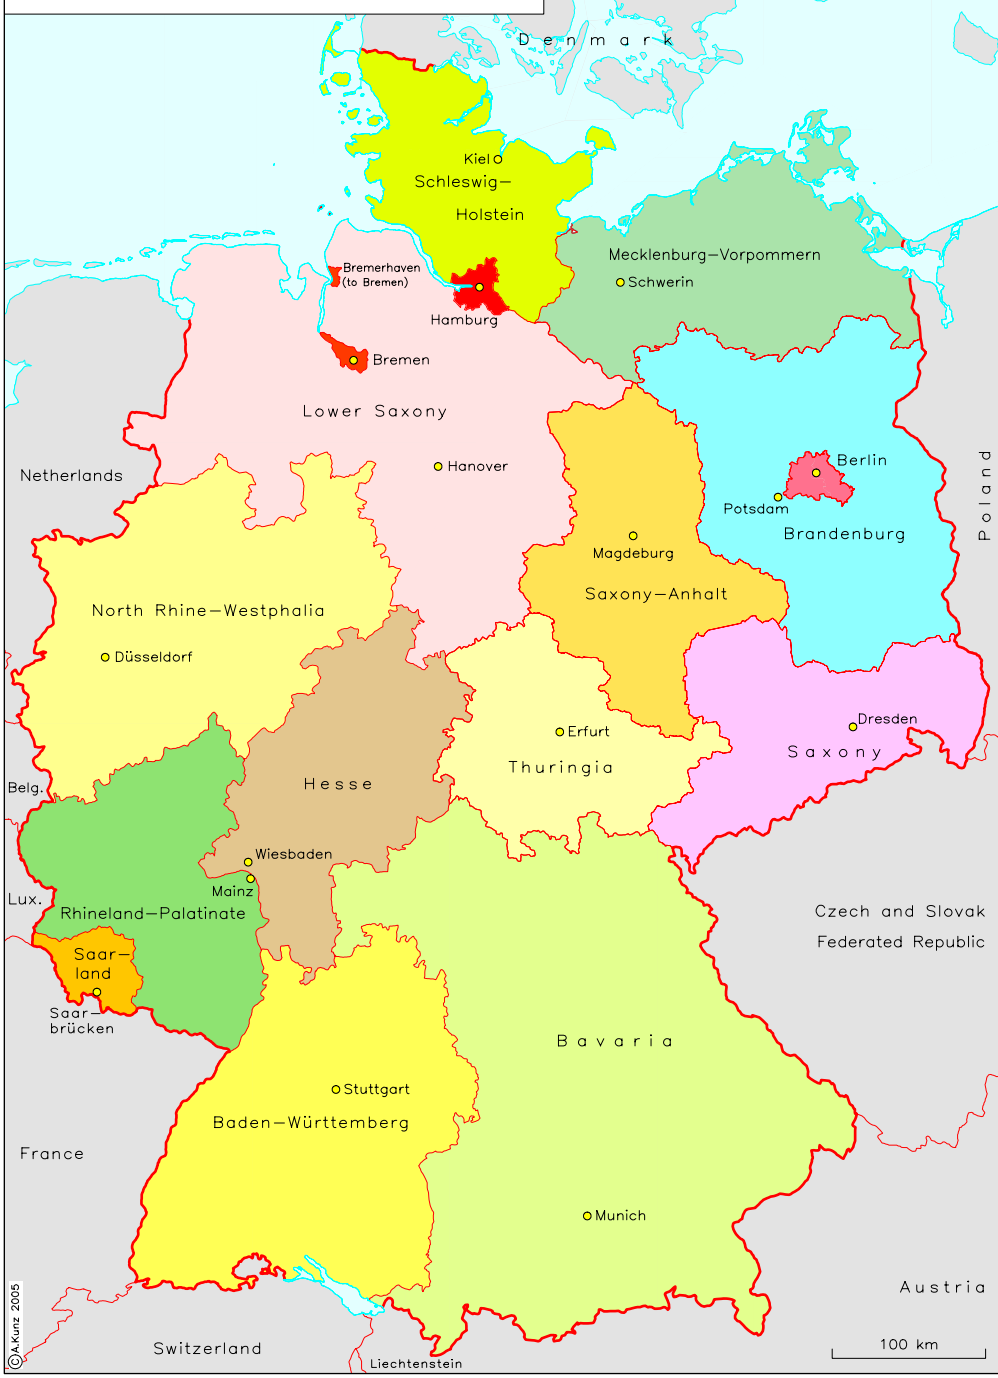 Denmark
Kiel
Schleswig-
Holstein
Mecklenburg-Vorpommern
Bremerhaven
(to Bremen)
Schwerin
Hamburg
Bremen
Lower Saxony
Hanover
Berlin
Netherlands
Poland
Potsdam
Brandenburg
Magdeburg
Saxony-Anhalt
North Rhine-Westphalia
Düsseldorf
Dresden
Erfurt
Saxony
Thuringia
Hesse
Belg.
Wiesbaden
Mainz
Lux.
Rhineland-Palatinate
Czech and Slovak
Federated Republic
Saar-
land
Saar-
brücken
Bavaria
Stuttgart
Baden-Württemberg
France
Munich
Austria
©A.Kunz 2005
100 km
Switzerland
Liechtenstein